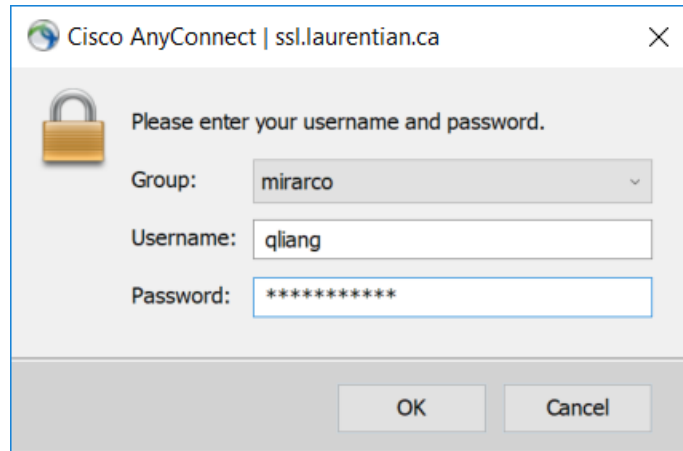 Cisco AnyConnect | ssl.laurentian.ca
Please enter your username and password.
Group: mirarco
Username: qliang
Password: ***********
OK Cancel